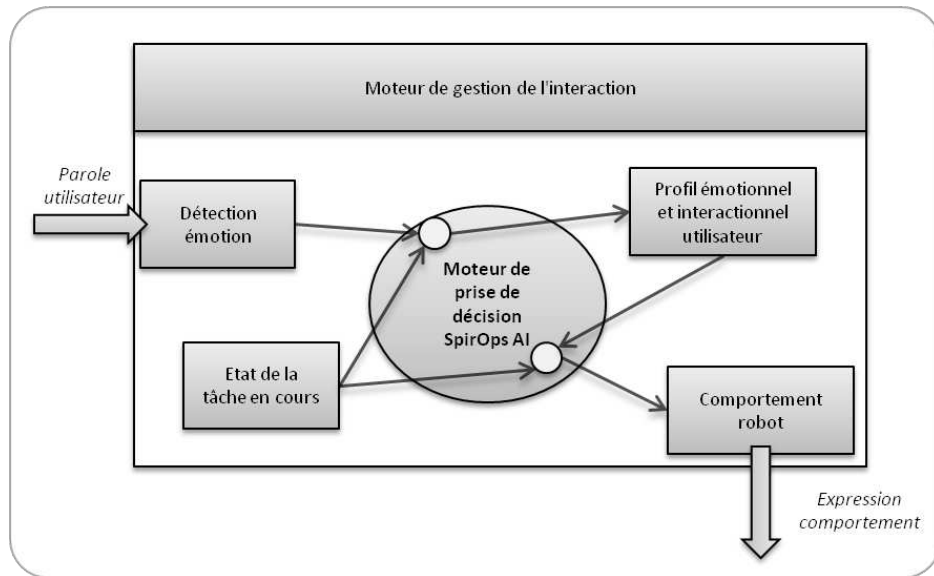 Moteur de gestion de l'interaction
Parole
utilisateur
Détection
émotion
Profil émotionnel
et interactionnel
utilisateur
Moteur de
prise de
décision
SpirOps AI
Etat de la
tâche en cours
Comportement
robot
Expression
comportement